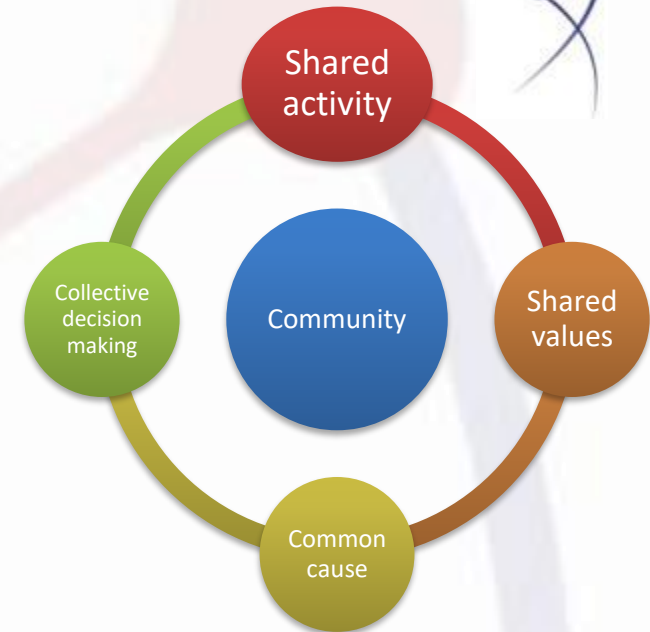 Shared
activity
Shared
values
Common
cause
Collective
decision
making
Community